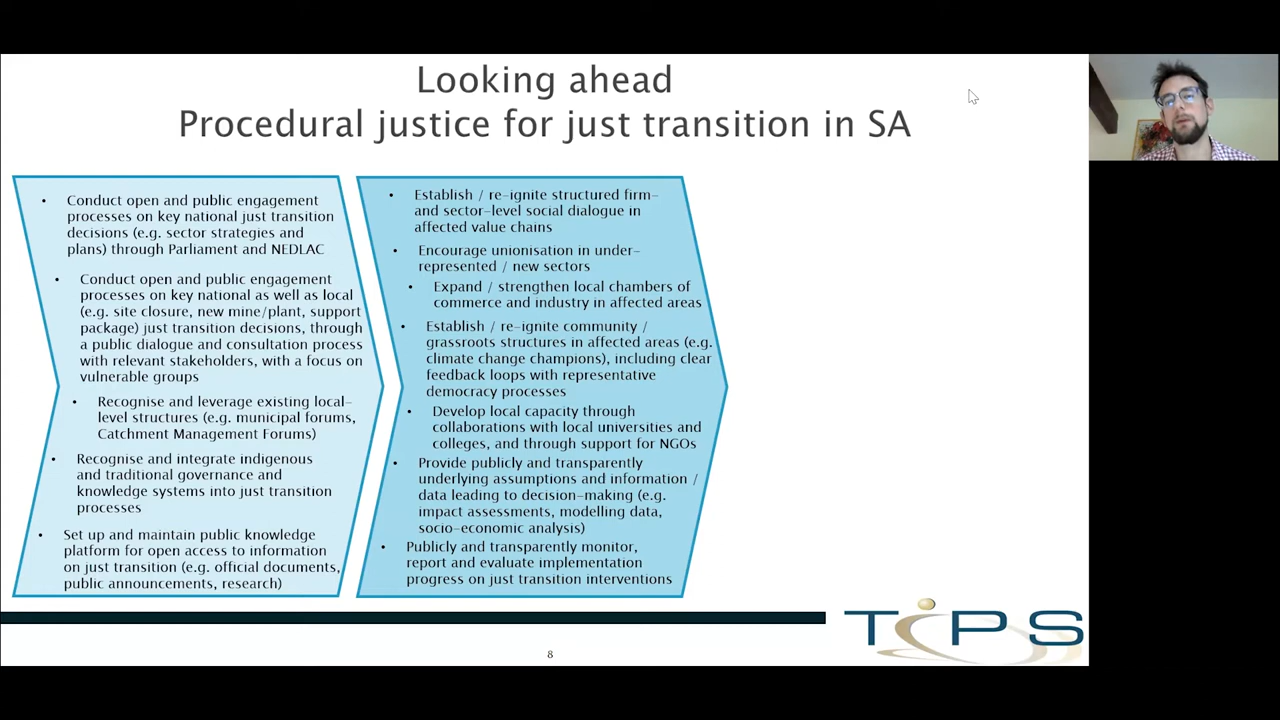 Looking ahead
Procedural justice for just transition in SA
• Conduct open and public engagement
processes on key national just transition
decisions (e.g. sector strategies and
plans) through Parliament and NEDLAC
• Conduct open and public engagement
processes on key national as well as local
(e.g. site closure, new mine/plant, support
package) just transition decisions, through
a public dialogue and consultation process
with relevant stakeholders, with a focus on
vulnerable groups
• Recognise and leverage existing local-
level structures (e.g. municipal forums,
Catchment Management Forums)
• Recognise and integrate indigenous
and traditional governance and
knowledge systems into just transition
processes
• Set up and maintain public knowledge
platform for open access to information
on just transition (e.g. official documents,
public announcements, research)
• Establish / re-ignite structured firm-
and sector-level social dialogue in
affected value chains
• Encourage unionisation in under-
represented / new sectors
• Expand / strengthen local chambers of
commerce and industry in affected areas
• Establish / re-ignite community /
grassroots structures in affected areas (e.g.
climate change champions), including clear
feedback loops with representative
democracy processes
• Develop local capacity through
collaborations with local universities and
colleges, and through support for NGOs
• Provide publicly and transparently
underlying assumptions and information /
data leading to decision-making (e.g.
impact assessments, modelling data,
socio-economic analysis)
• Publicly and transparently monitor,
report and evaluate implementation
progress on just transition interventions
TIPS
8